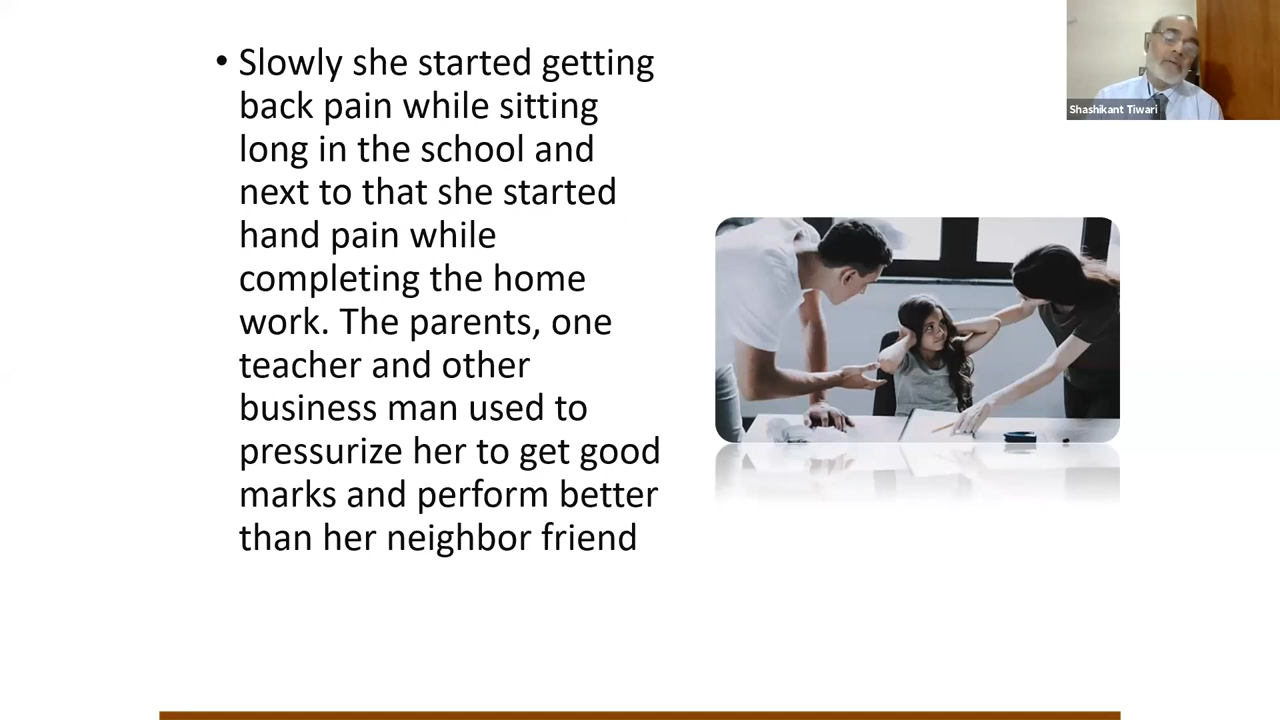 • Slowly she started getting
back pain while sitting
long in the school and
next to that she started
hand pain while
completing the home
work. The parents, one
teacher and other
business man used to
pressurize her to get good
marks and perform better
than her neighbor friend
Shashikant Tiwari